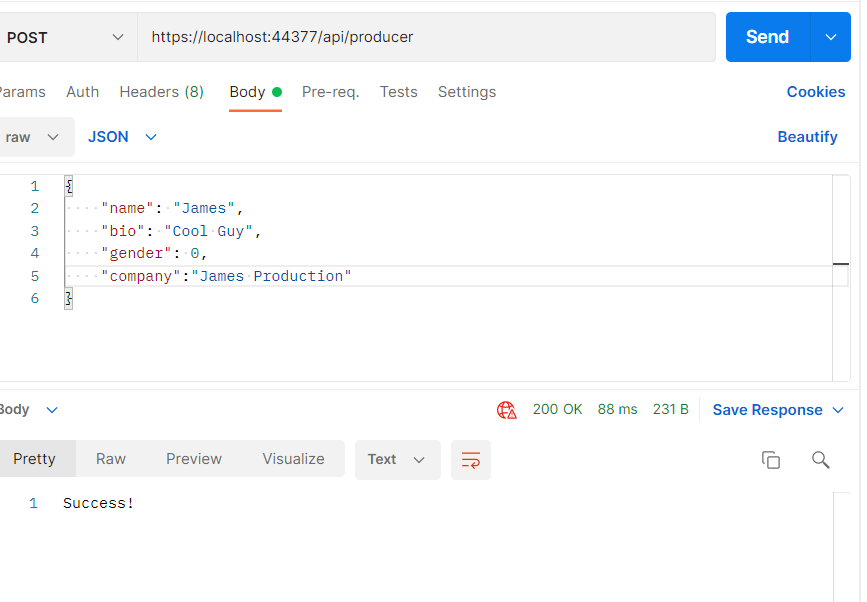 POST https://localhost:44377/api/producer Send
Params Auth Headers (8) Body Pre-req. Tests Settings Cookies
raw JSON Beautify
1 {
2 "name": "James",
3 "bio": "Cool Guy",
4 "gender": 0,
5 "company":"James Production"
6 }
Body 200 OK 88 ms 231 B Save Response
Pretty Raw Preview Visualize Text
1 Success!